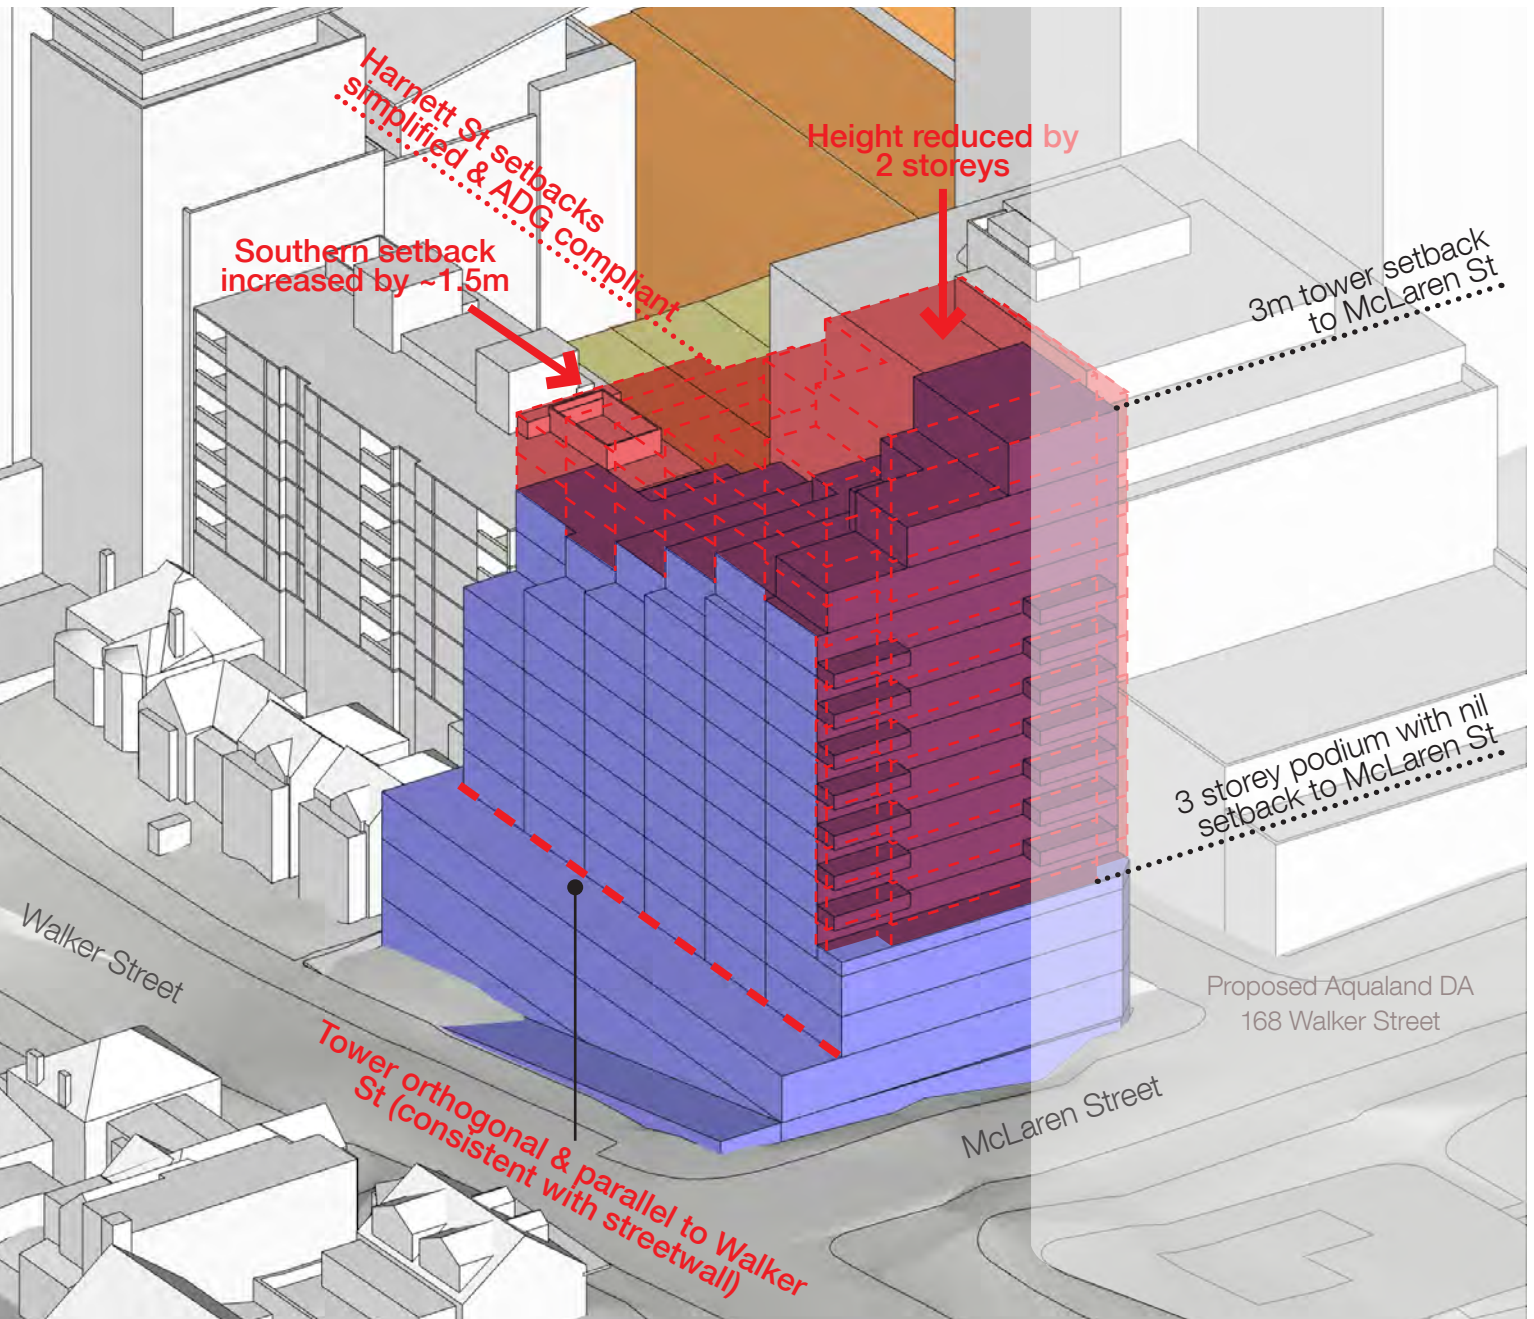 Harnett St setbacks
simplified & ADG compliant
Height reduced by
2 storeys
Southern setback
increased by ~1.5m
3m tower setback
to McLaren St
3 storey podium with nil
setback to McLaren St
Walker Street
Proposed Aqualand DA
168 Walker Street
Tower orthogonal & parallel to Walker
St (consistent with streetwall)
McLaren Street